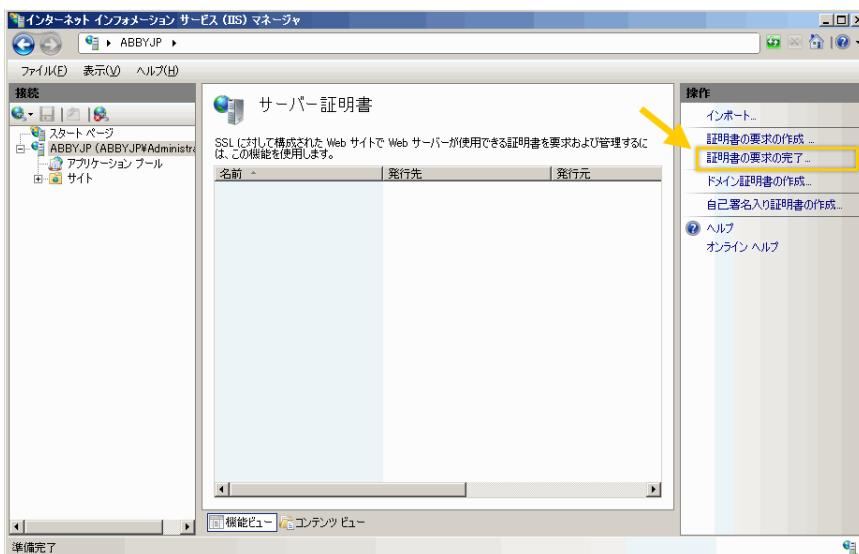 インターネット インフォメーション サービス (IIS) マネージャ
ABBYJP
ファイル(F) 表示(V) ヘルプ(H)
接続
スタート ページ
ABBYJP (ABBYJP¥Administra
アプリケーション プール
サイト
サーバー証明書
SSL に対して構成された Web サイトで Web サーバーが使用できる証明書を要求および管理するに
は、この機能を使用します。
名前 発行先 発行元
機能ビュー コンテンツ ビュー
操作
インポート...
証明書の要求の作成 ...
証明書の要求の完了...
ドメイン証明書の作成...
自己署名入り証明書の作成...
ヘルプ
オンライン ヘルプ
準備完了